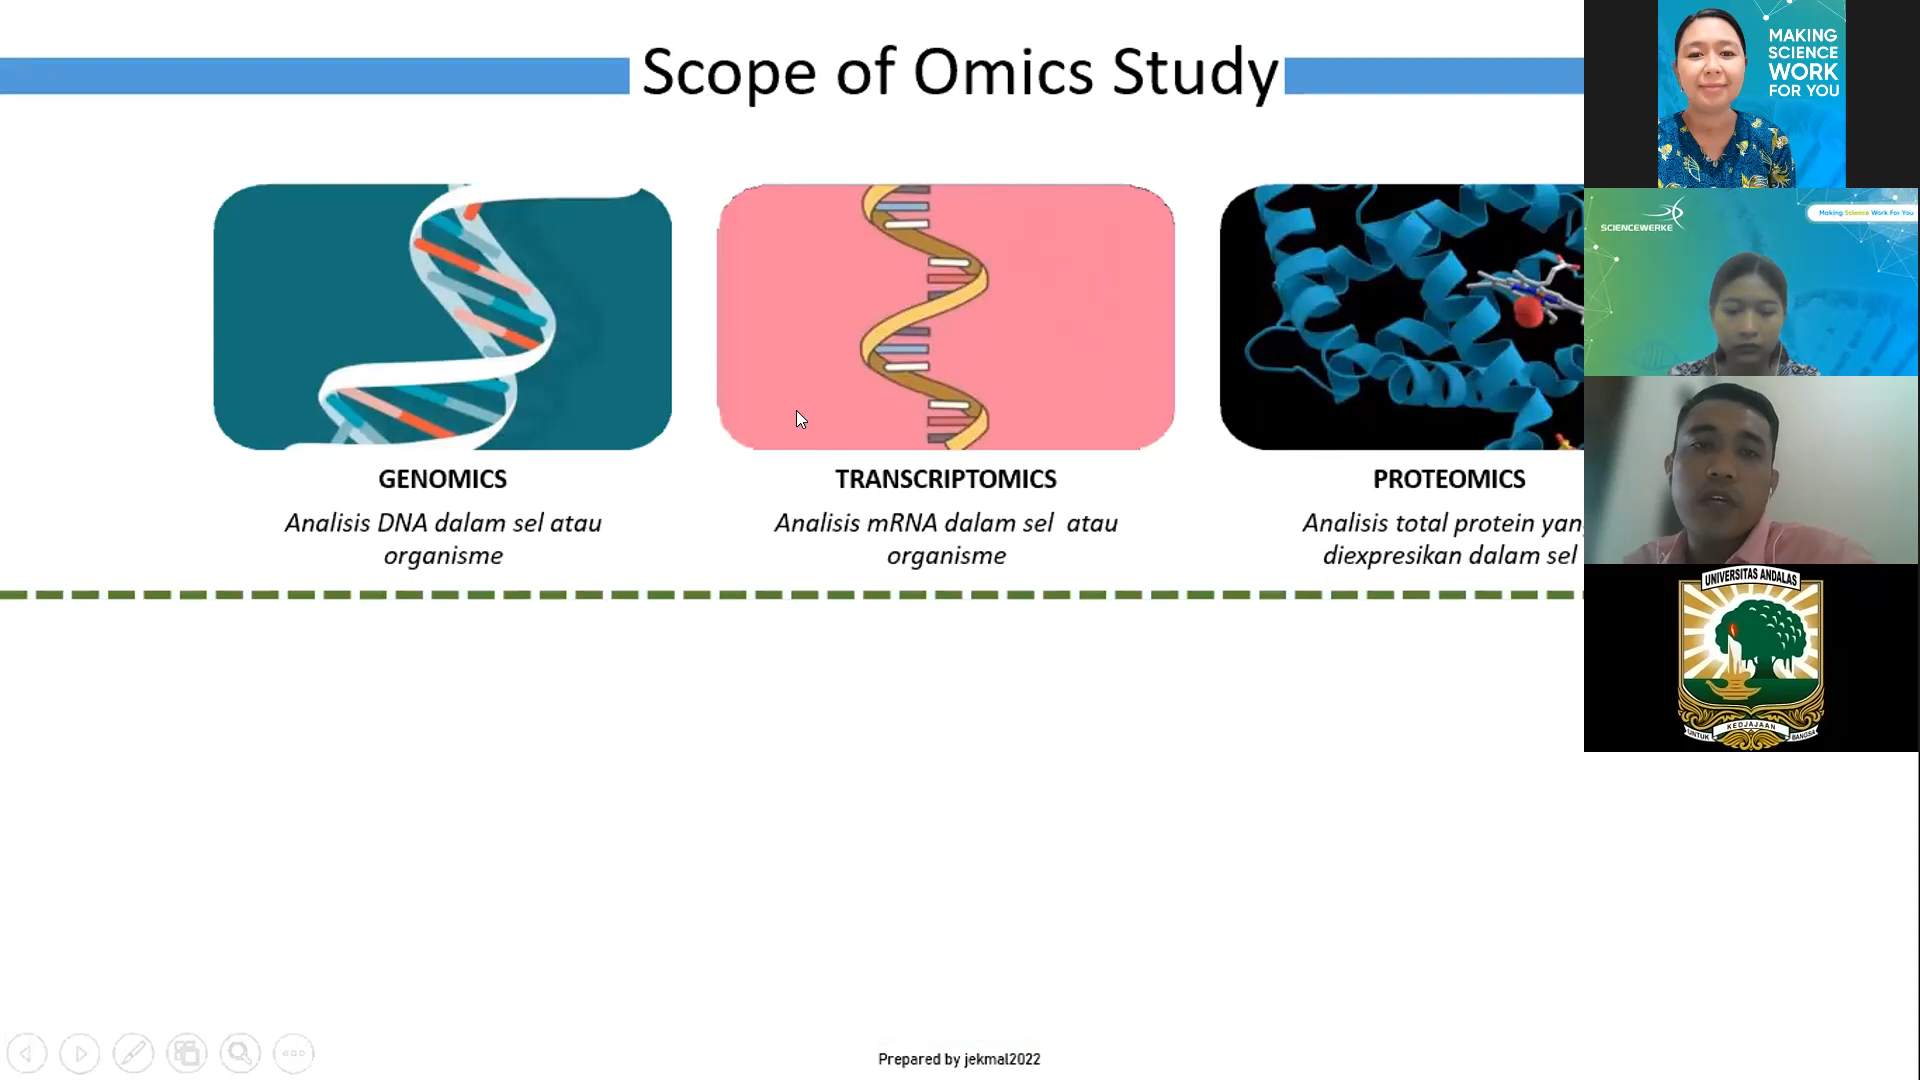 Scope of Omics Study
GENOMICS
Analisis DNA dalam sel atau
organisme
TRANSCRIPTOMICS
Analisis mRNA dalam sel atau
organisme
PROTEOMICS
Analisis total protein yan
diexpresikan dalam sel
Prepared by jekmal2022
MAKING
SCIENCE
WORK
FOR YOU
SCIENCEWERKE
Making Science Work For You
UNIVERSITAS ANDALAS
UNTUK KEDJAJAAN BANGSA